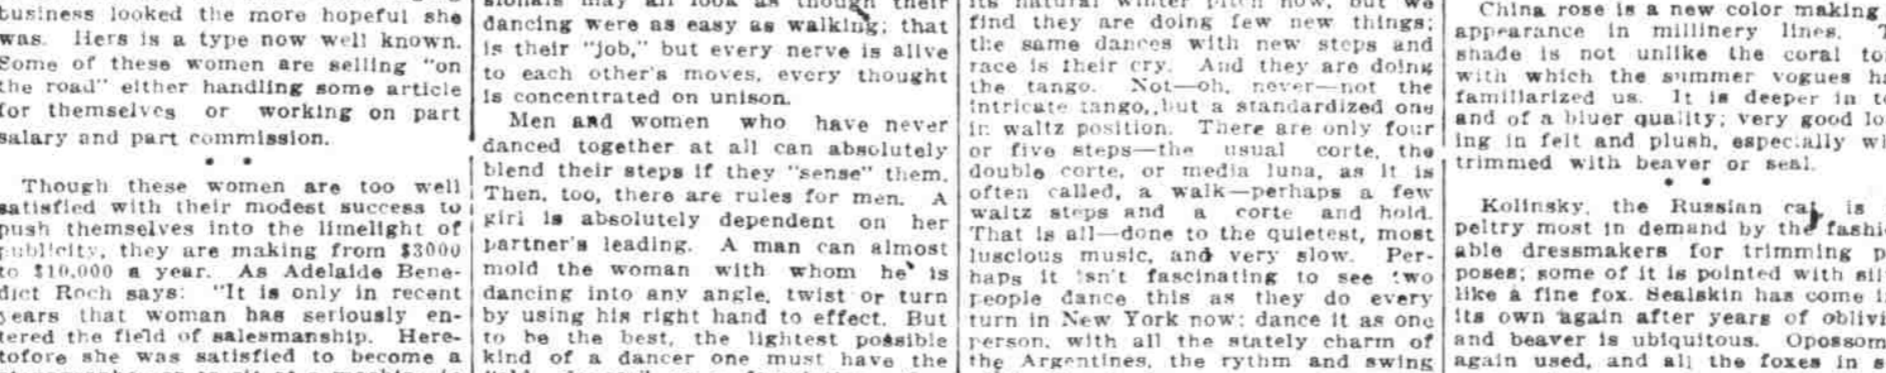 business looked the more hopeful she
was. Hers is a type now well known.
Some of these women are selling "on
the road" either handling some article
for themselves or working on part
salary and part commission.
• •
Though these women are too well
satisfied with their modest success to
push themselves into the limelight of
publicity, they are making from $3000
to $10,000 a year. As Adelaide Bene-
dict Roch says: "It is only in recent
years that woman has seriously en-
tered the field of salesmanship. Here-
tofore she was satisfied to become a
sionals may all look as though their
dancing were as easy as walking; that
is their "job," but every nerve is alive
to each other's moves, every thought
is concentrated on unison.
Men and women who have never
danced together at all can absolutely
blend their steps if they "sense" them.
Then, too, there are rules for men. A
girl is absolutely dependent on her
partner's leading. A man can almost
mold the woman with whom he is
dancing into any angle, twist or turn
by using his right hand to effect. But
to be the best, the lightest possible
kind of a dancer one must have the
its natural winter pitch now, but we
find they are doing few new things;
the same dances with new steps and
race is their cry. And they are doing
the tango. Not—oh, never—not the
intricate tango, but a standardized one
in waltz position. There are only four
or five steps—the usual corte, the
double corte, or media luna, as it is
often called, a walk—perhaps a few
waltz steps and a corte and hold.
That is all—done to the quietest, most
luscious music, and very slow. Per-
haps it isn't fascinating to see two
people dance this as they do every
turn in New York now; dance it as one
person, with all the stately charm of
the Argentines, the rythm and swing
China rose is a new color making
appearance in millinery lines.
shade is not unlike the coral
with which the summer vogues
familiarized us. It is deeper in
and of a bluer quality; very good
ing in felt and plush, especially
trimmed with beaver or seal.
• •
Kolinsky, the Russian cat, is
peltry most in demand by the
able dressmakers for trimming
poses; some of it is pointed with
like a fine fox. Sealskin has come
its own again after years of
and beaver is ubiquitous. Opossom
again used, and all the foxes in